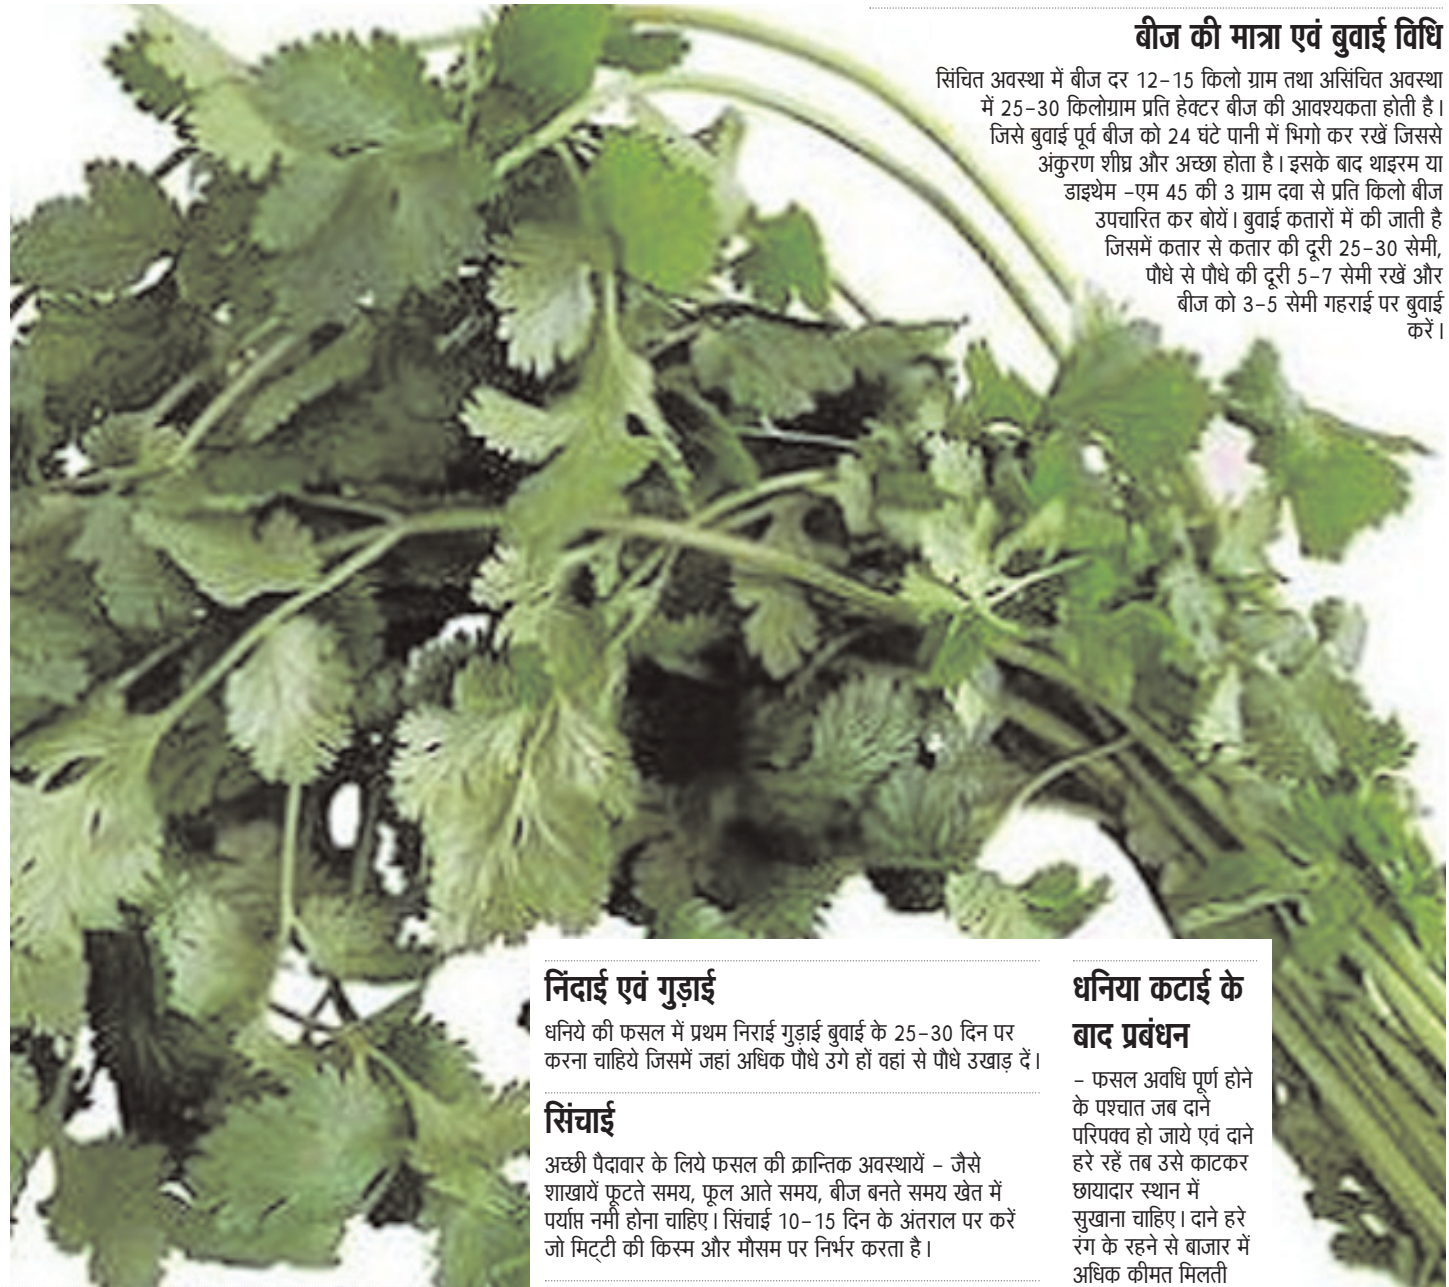 बीज की मात्रा एवं बुवाई विधि
सिंचित अवस्था में बीज दर 12-15 किलो ग्राम तथा असिंचित अवस्था
में 25-30 किलोग्राम प्रति हेक्टर बीज की आवश्यकता होती है।
जिसे बुवाई पूर्व बीज को 24 घंटे पानी में भिगो कर रखें जिससे
अंकुरण शीघ्र और अच्छा होता है। इसके बाद थाइरम या
डाइथेम -एम 45 की 3 ग्राम दवा से प्रति किलो बीज
उपचारित कर बोयें। बुवाई कतारों में की जाती है
जिसमें कतार से कतार की दूरी 25-30 सेमी,
पौधे से पौधे की दूरी 5-7 सेमी रखें और
बीज को 3-5 सेमी गहराई पर बुवाई
करें।
निंदाई एवं गुड़ाई
धनिये की फसल में प्रथम निराई गुड़ाई बुवाई के 25-30 दिन पर
करना चाहिये जिसमें जहां अधिक पौधे उगे हों वहां से पौधे उखाड़ दें।
सिंचाई
अच्छी पैदावार के लिये फसल की क्रान्तिक अवस्थायें - जैसे
शाखायें फूटते समय, फूल आते समय, बीज बनते समय खेत में
पर्याप्त नमी होना चाहिए। सिंचाई 10-15 दिन के अंतराल पर करें
जो मिट्टी की किस्म और मौसम पर निर्भर करता है।
धनिया कटाई के
बाद प्रबंधन
- फसल अवधि पूर्ण होने
के पश्चात जब दाने
परिपक्व हो जाये एवं दाने
हरे रहें तब उसे काटकर
छायादार स्थान में
सुखाना चाहिए। दाने हरे
रंग के रहने से बाजार में
अधिक कीमत मिलती